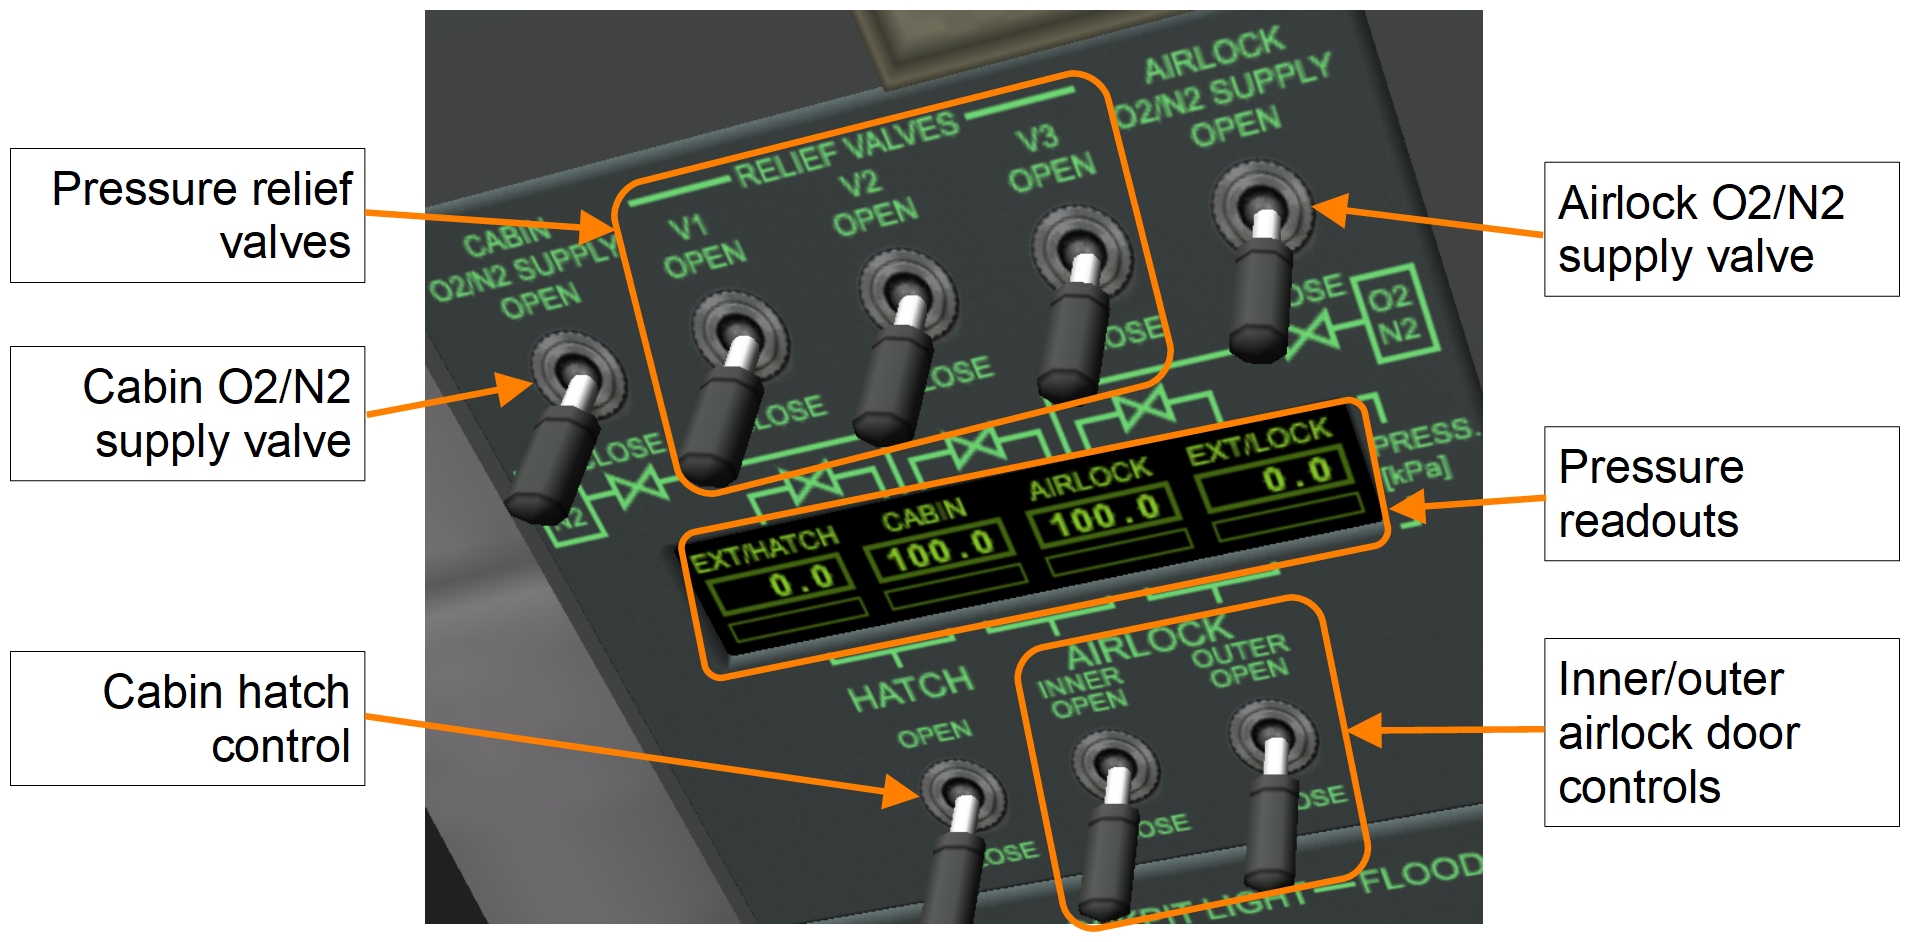 Pressure relief
valves
Cabin O2/N2
supply valve
Cabin hatch
control
AIRLOCK
O2/N2 SUPPLY
OPEN
RELIEF VALVES
V1
OPEN
V2
OPEN
V3
OPEN
CABIN
O2/N2 SUPPLY
OPEN
CLOSE
LOSE
LOSE
OSE
OSE
O2
N2
N2
PRESS.
[kPa]
EXT/HATCH
0.0
CABIN
100.0
AIRLOCK
100.0
EXT/LOCK
0.0
HATCH
OPEN
LOSE
AIRLOCK
INNER
OPEN
OSE
OUTER
OPEN
OSE
LIGHT
FLOOD
Airlock O2/N2
supply valve
Pressure
readouts
Inner/outer
airlock door
controls